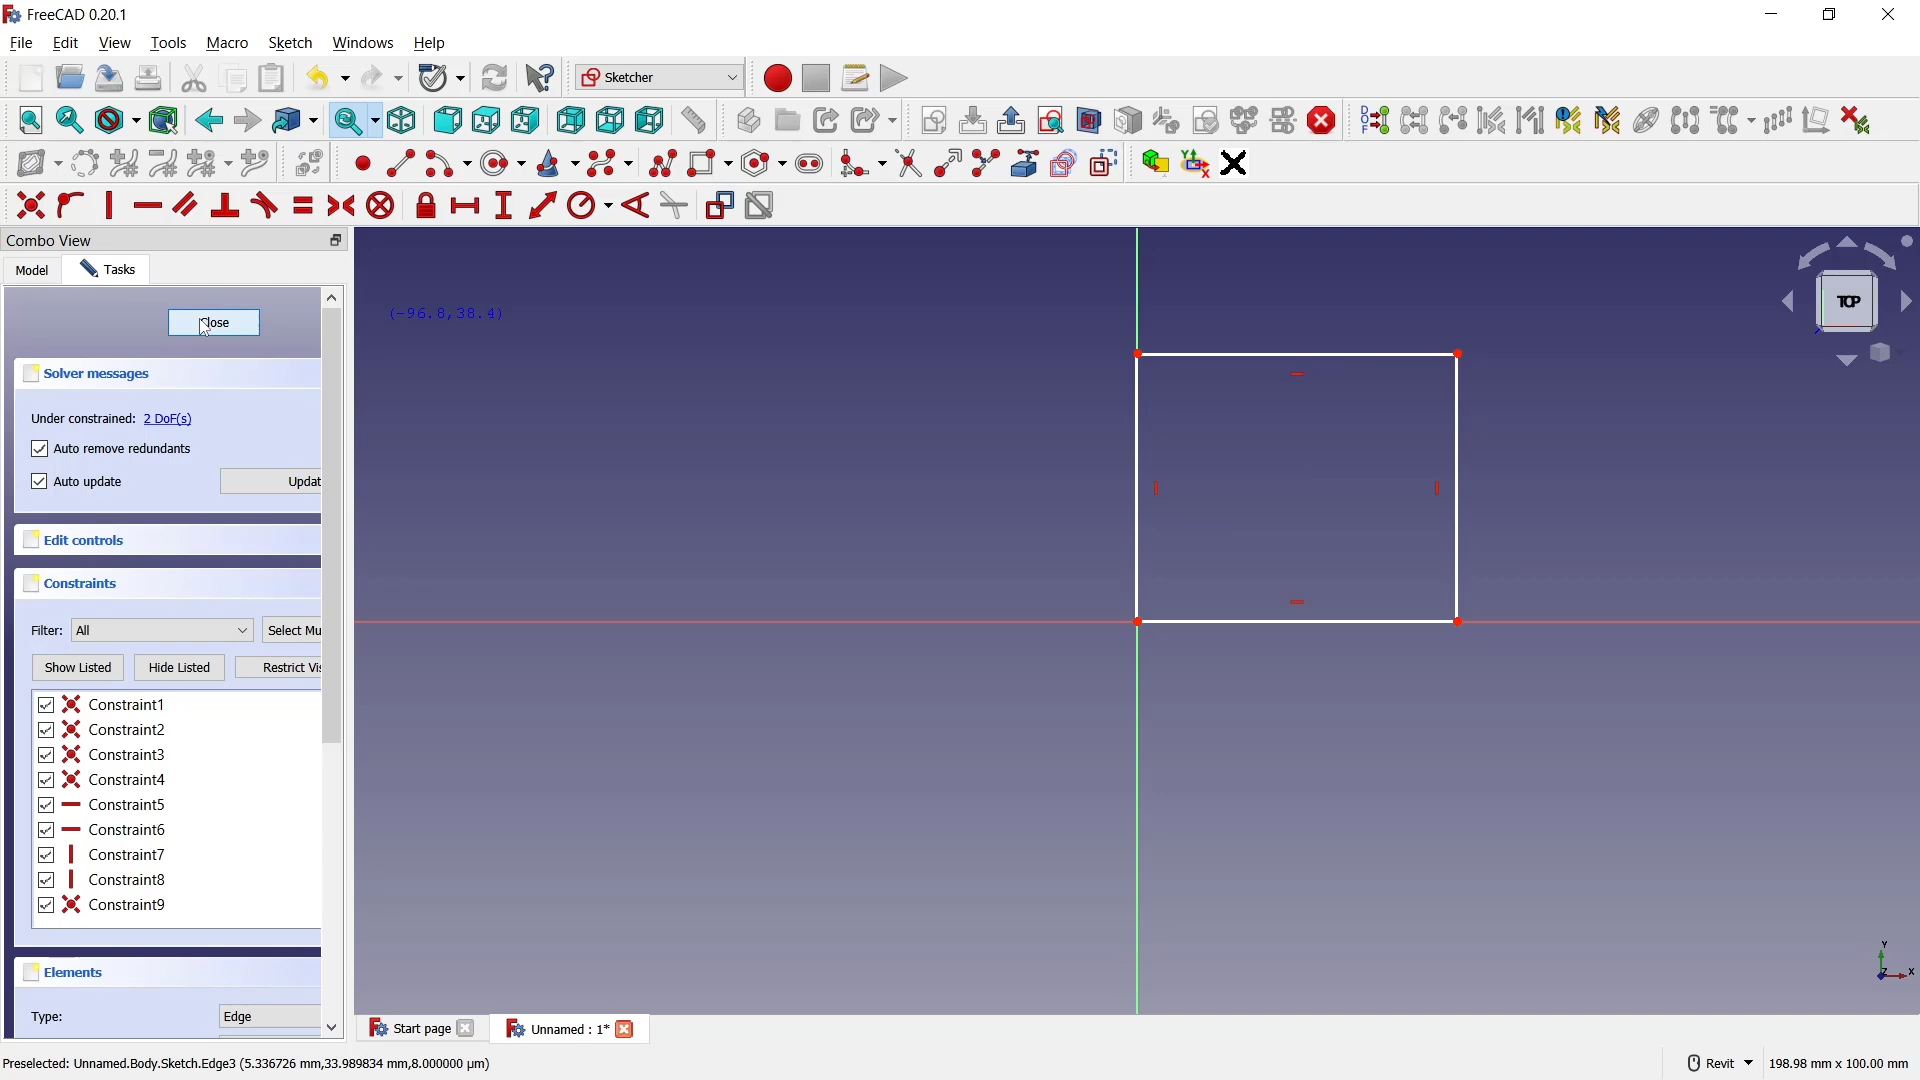 FreeCAD 0.20.1
File Edit View Tools Macro Sketch Windows Help
Sketcher
Combo View
Model Tasks
(-96.8,38.4)
TOP
Close
Solver messages
Under constrained: 2 DoF(s)
Auto remove redundants
Auto update Updat
Edit controls
Constraints
Filter: All Select Mu
Show Listed Hide Listed Restrict Vis
Constraint1
Constraint2
Constraint3
Constraint4
Constraint5
Constraint6
Constraint7
Constraint8
Constraint9
Elements
Type: Edge
Y
Z X
Start page Unnamed : 1*
Preselected: Unnamed.Body.Sketch.Edge3 (5.336726 mm,33.989834 mm,8.000000 µm) Revit 198.98 mm x 100.00 mm